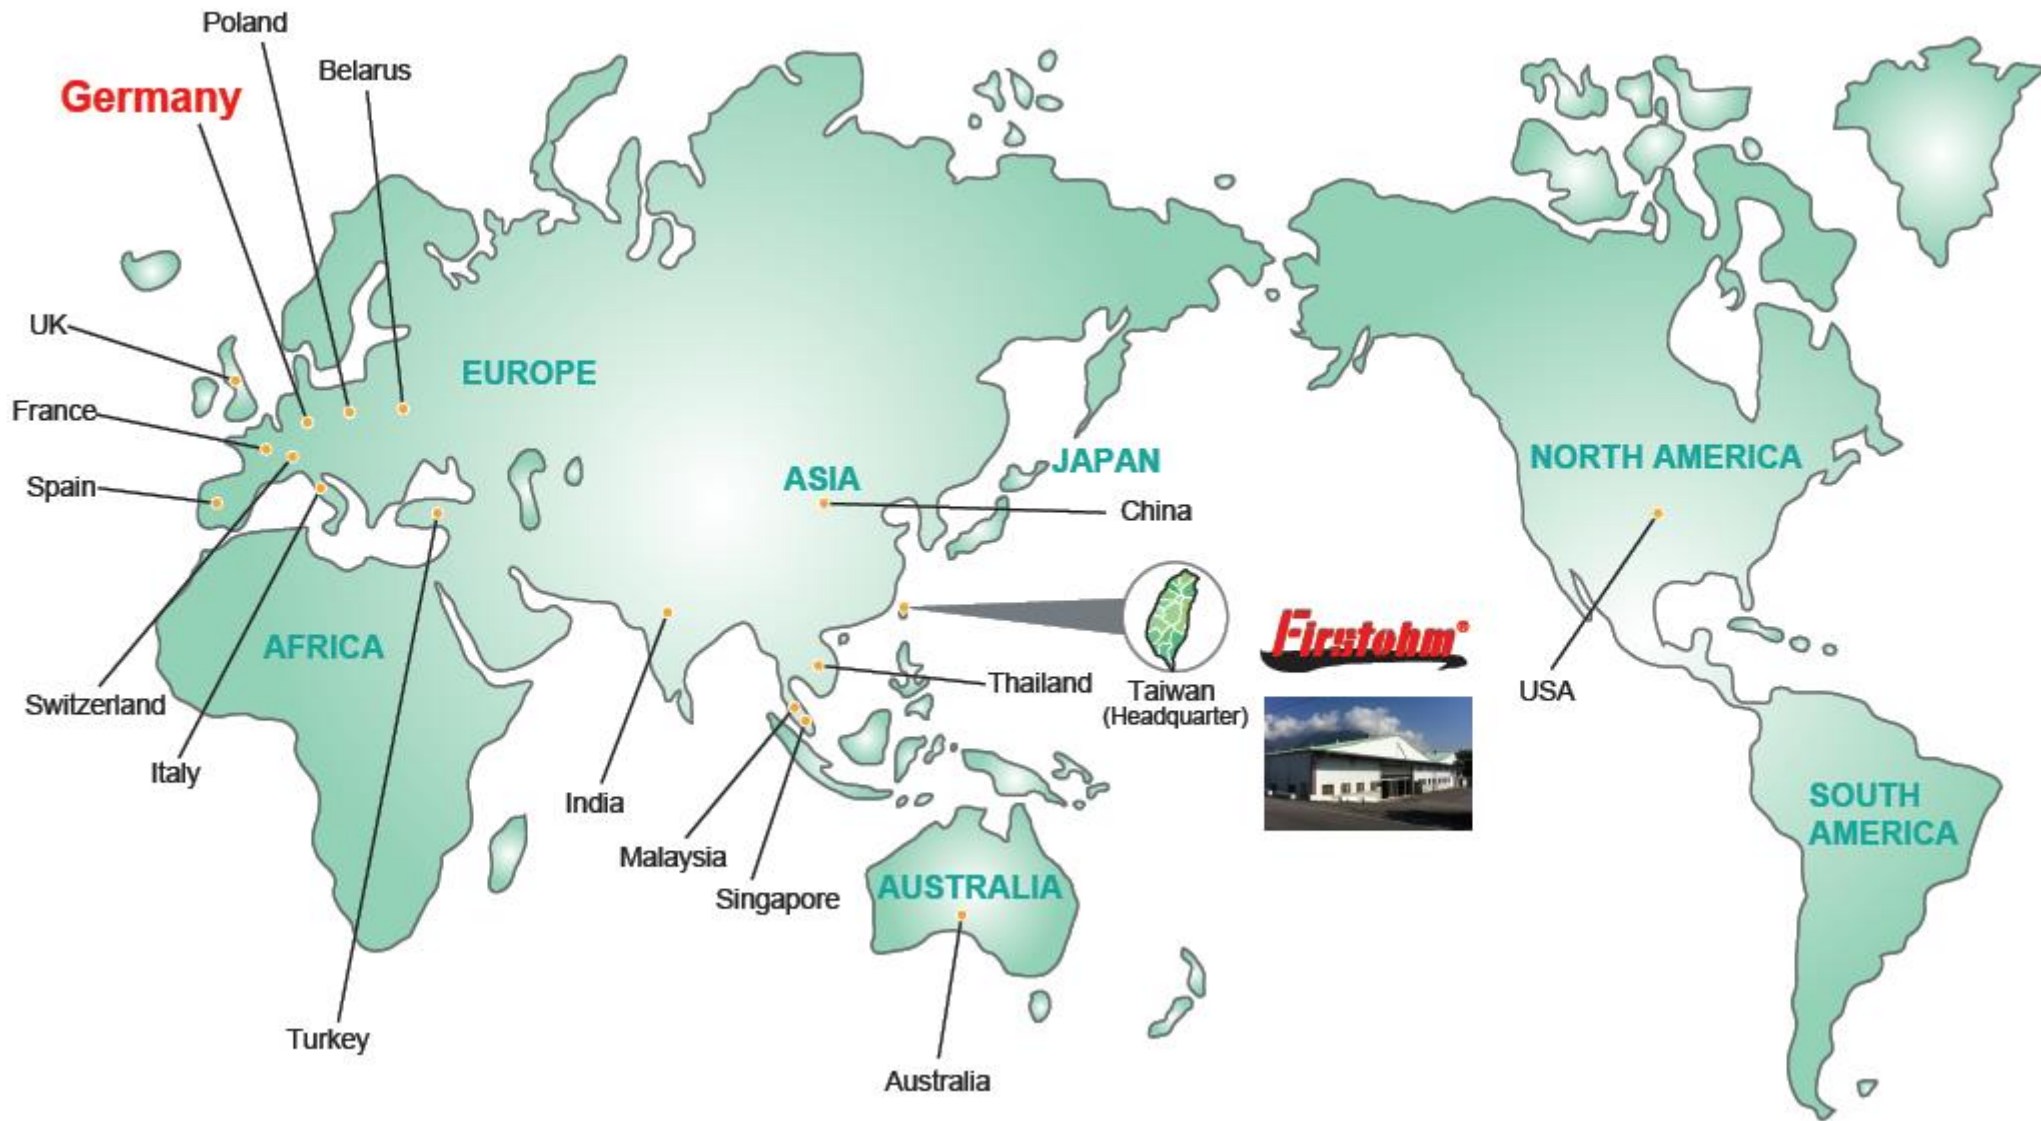 Poland
Belarus
Germany
UK
EUROPE
France
JAPAN
NORTH AMERICA
ASIA
Spain
China
Firstohm®
AFRICA
Thailand
Taiwan
(Headquarter)
USA
Switzerland
Italy
India
SOUTH
AMERICA
Malaysia
Singapore
AUSTRALIA
Turkey
Australia